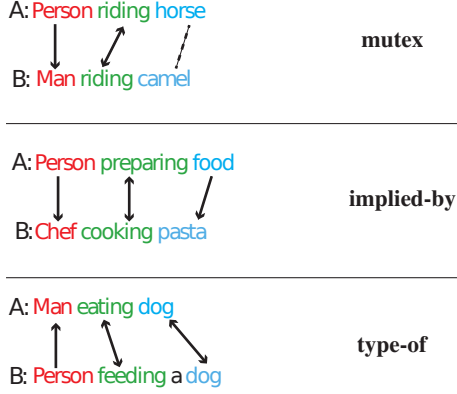 A: Person riding horse
mutex
B: Man riding camel
A: Person preparing food
implied-by
B: Chef cooking pasta
A: Man eating dog
type-of
B: Person feeding a dog